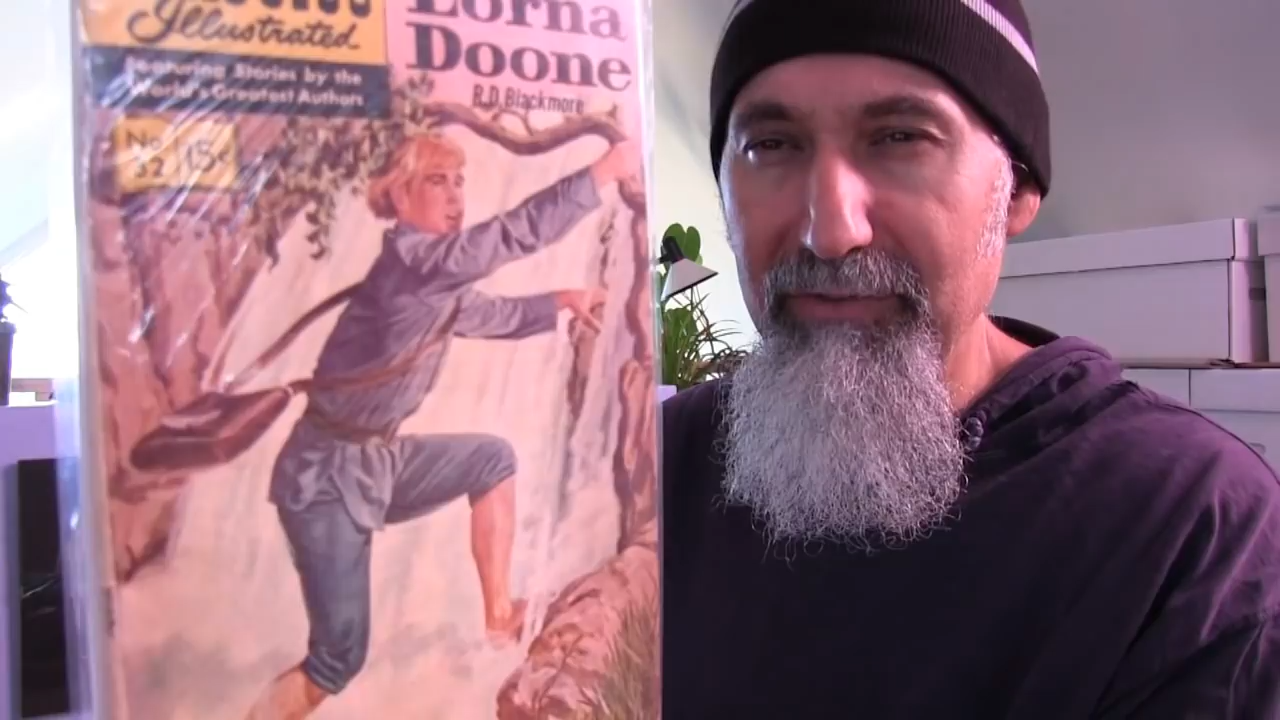 Illustrated
Featuring Stories by the
World's Greatest Authors
No 32
15¢
Lorna
Doone
R.D. Blackmore